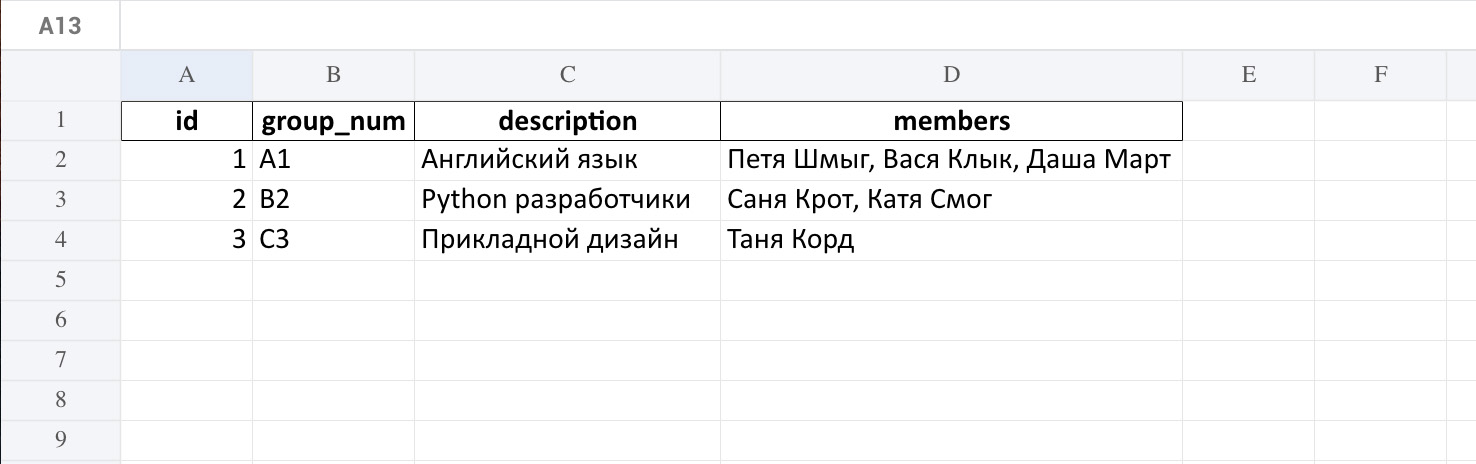 A13
A B C D E F
1 id group_num description members
2 1 A1 Английский язык Петя Шмыг, Вася Клык, Даша Март
3 2 B2 Python разработчики Саня Крот, Катя Смог
4 3 C3 Прикладной дизайн Таня Корд
5
6
7
8
9